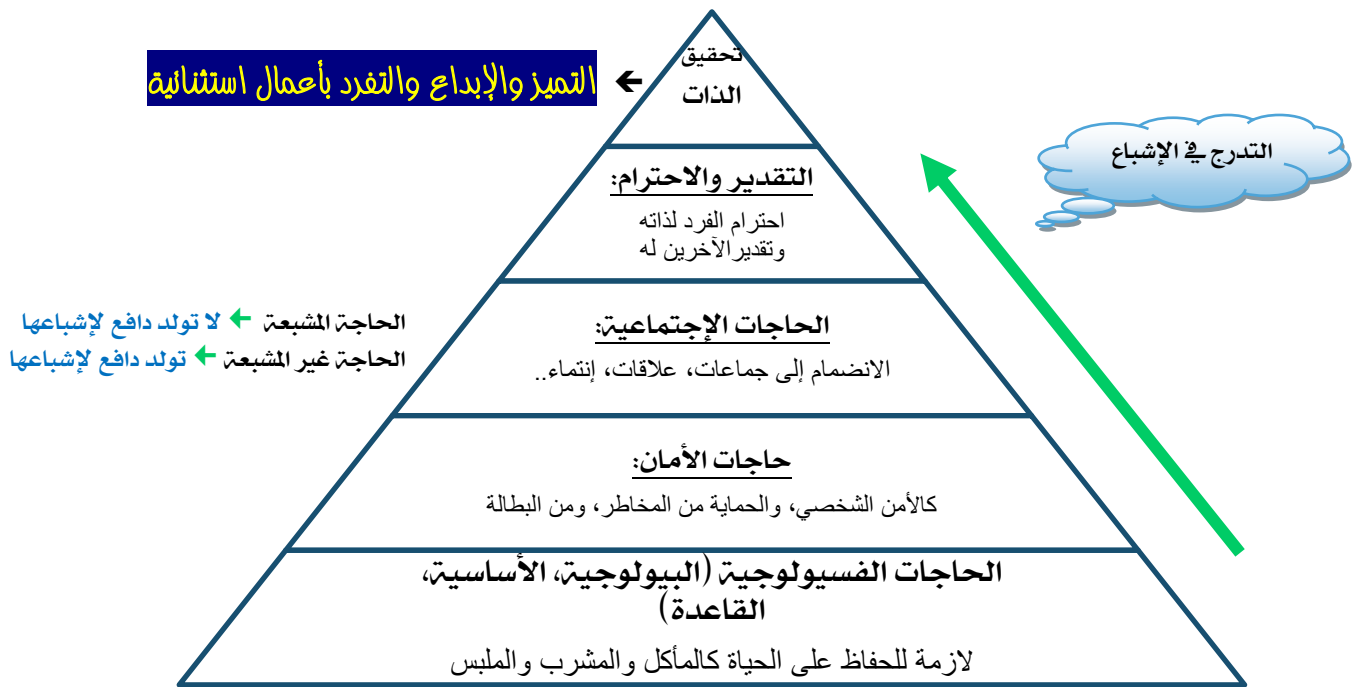 تحقيق
الذات
التميز والإبداع والتفرد بأعمال استثنائية
التدرج في الإشباع
التقدير والاحترام:
احترام الفرد لذاته
وتقدير الآخرين له
الحاجة المشبعة ← لا تولد دافع لإشباعها
الحاجة غير المشبعة ← تولد دافع لإشباعها
الحاجات الإجتماعية:
الانضمام إلى جماعات، علاقات، إنتماء..
حاجات الأمان:
كالأمن الشخصي، والحماية من المخاطر، ومن البطالة
الحاجات الفسيولوجية (البيولوجية، الأساسية،
القاعدة)
لازمة للحفاظ على الحياة كالمأكل والمشرب والملبس